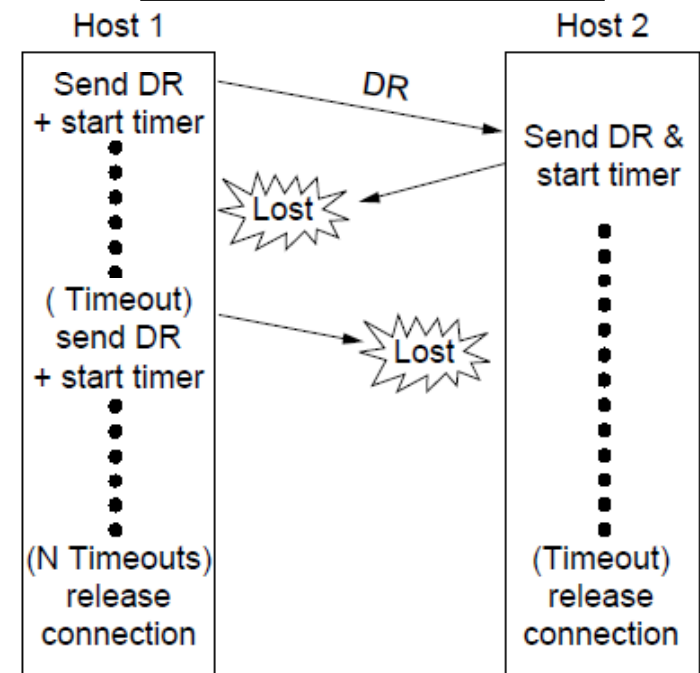 Host 1
Host 2
Send DR
+ start timer
DR
Send DR &
start timer
Lost
( Timeout)
send DR
+ start timer
Lost
(N Timeouts)
release
connection
(Timeout)
release
connection